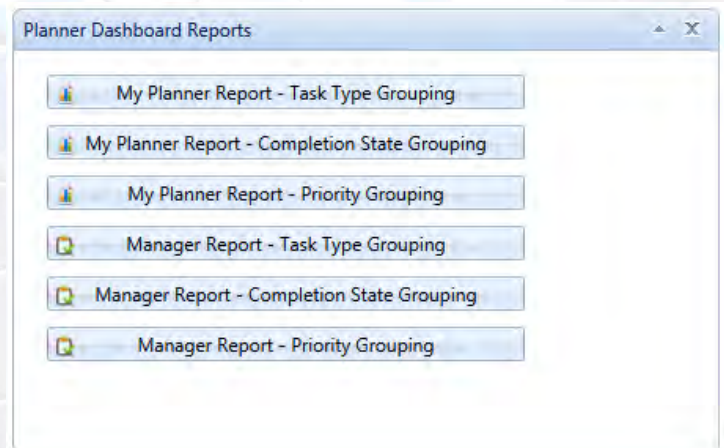 Planner Dashboard Reports
My Planner Report - Task Type Grouping
My Planner Report - Completion State Grouping
My Planner Report - Priority Grouping
Manager Report - Task Type Grouping
Manager Report - Completion State Grouping
Manager Report - Priority Grouping